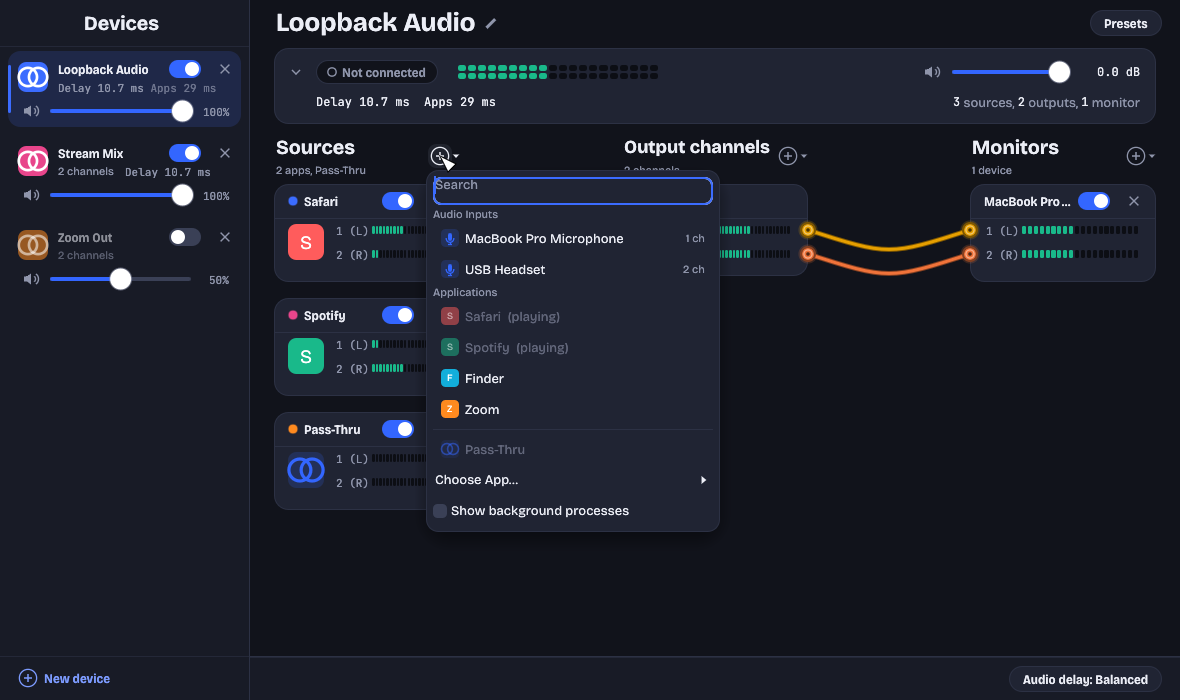 Devices
Loopback Audio
Delay 10.7 ms Apps 29 ms
100%
Stream Mix
2 channels Delay 10.7 ms
100%
Zoom Out
2 channels
50%
New device
Loopback Audio
Presets
Not connected
0.0 dB
Delay 10.7 ms Apps 29 ms
3 sources, 2 outputs, 1 monitor
Sources
2 apps, Pass-Thru
Safari
S
1 (L)
2 (R)
Spotify
S
1 (L)
2 (R)
Pass-Thru
1 (L)
2 (R)
Search
Audio Inputs
MacBook Pro Microphone 1 ch
USB Headset 2 ch
Applications
S Safari (playing)
S Spotify (playing)
F Finder
Z Zoom
Pass-Thru
Choose App...
Show background processes
Output channels
2 channels
Monitors
1 device
MacBook Pro...
1 (L)
2 (R)
Audio delay: Balanced